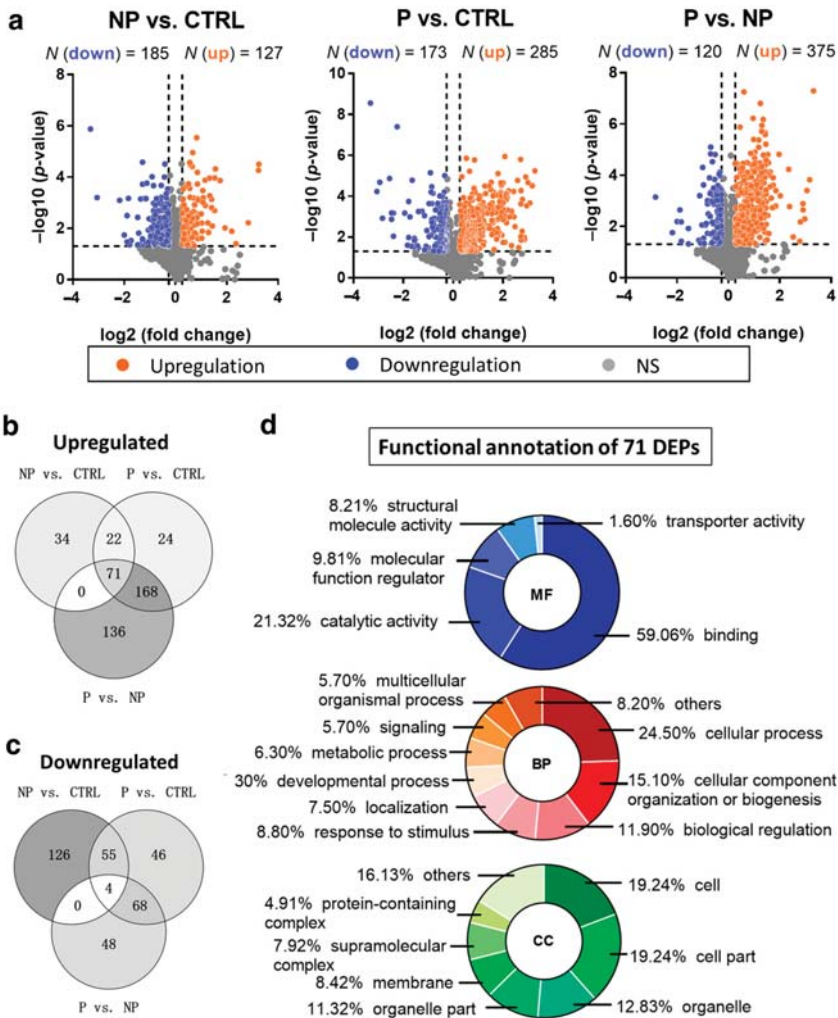 a
NP vs. CTRL
P vs. CTRL
P vs. NP
N (down) = 185 N (up) = 127
N (down) = 173 N (up) = 285
N (down) = 120 N (up) = 375
−log10 (p-value)
8
6
4
2
0
−4 −2 0 2 4
log2 (fold change)
−log10 (p-value)
10
8
6
4
2
0
−4 −2 0 2 4
log2 (fold change)
−log10 (p-value)
8
6
4
2
0
−4 −2 0 2 4
log2 (fold change)
Upregulation Downregulation NS
b
Upregulated
NP vs. CTRL P vs. CTRL
34 22 24
71
0 168
136
P vs. NP
c
Downregulated
NP vs. CTRL P vs. CTRL
126 55 46
4
0 68
48
P vs. NP
d
Functional annotation of 71 DEPs
8.21% structural
molecule activity
1.60% transporter activity
9.81% molecular
function regulator
MF
21.32% catalytic activity
59.06% binding
5.70% multicellular
organismal process
8.20% others
5.70% signaling
24.50% cellular process
6.30% metabolic process
BP
30% developmental process
15.10% cellular component
organization or biogenesis
7.50% localization
8.80% response to stimulus
11.90% biological regulation
16.13% others
19.24% cell
4.91% protein-containing
complex
CC
7.92% supramolecular
complex
19.24% cell part
8.42% membrane
11.32% organelle part
12.83% organelle